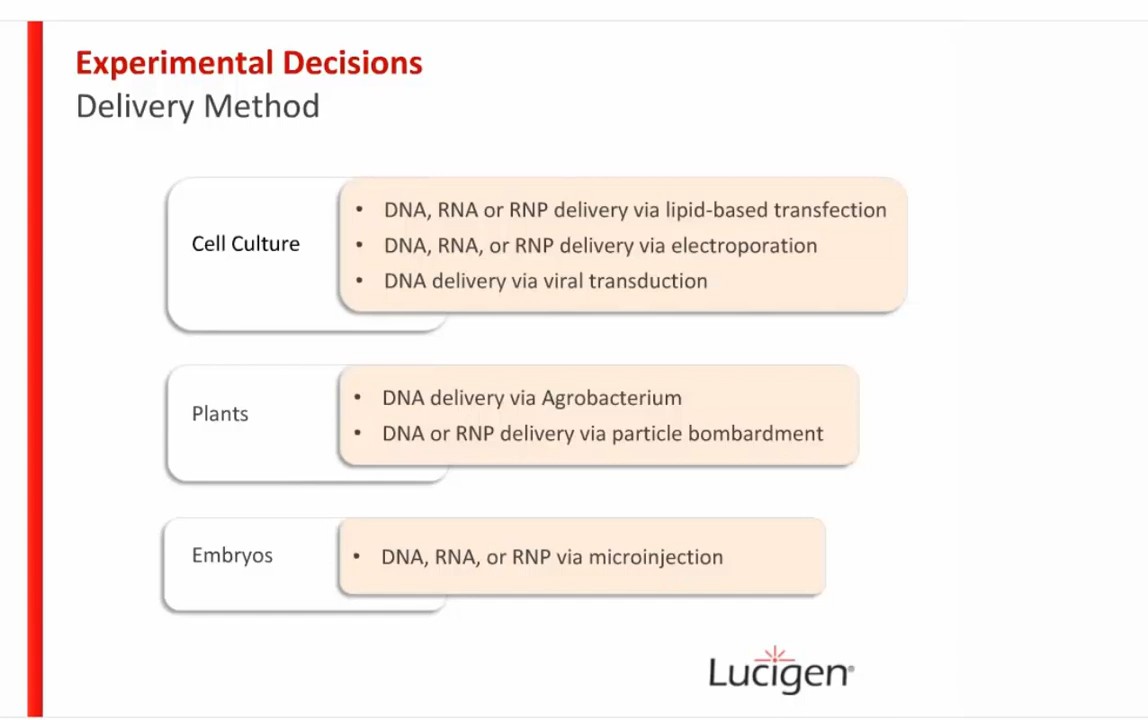 Experimental Decisions
Delivery Method
Cell Culture
• DNA, RNA or RNP delivery via lipid-based transfection
• DNA, RNA, or RNP delivery via electroporation
• DNA delivery via viral transduction
Plants
• DNA delivery via Agrobacterium
• DNA or RNP delivery via particle bombardment
Embryos
• DNA, RNA, or RNP via microinjection
Lucigen®